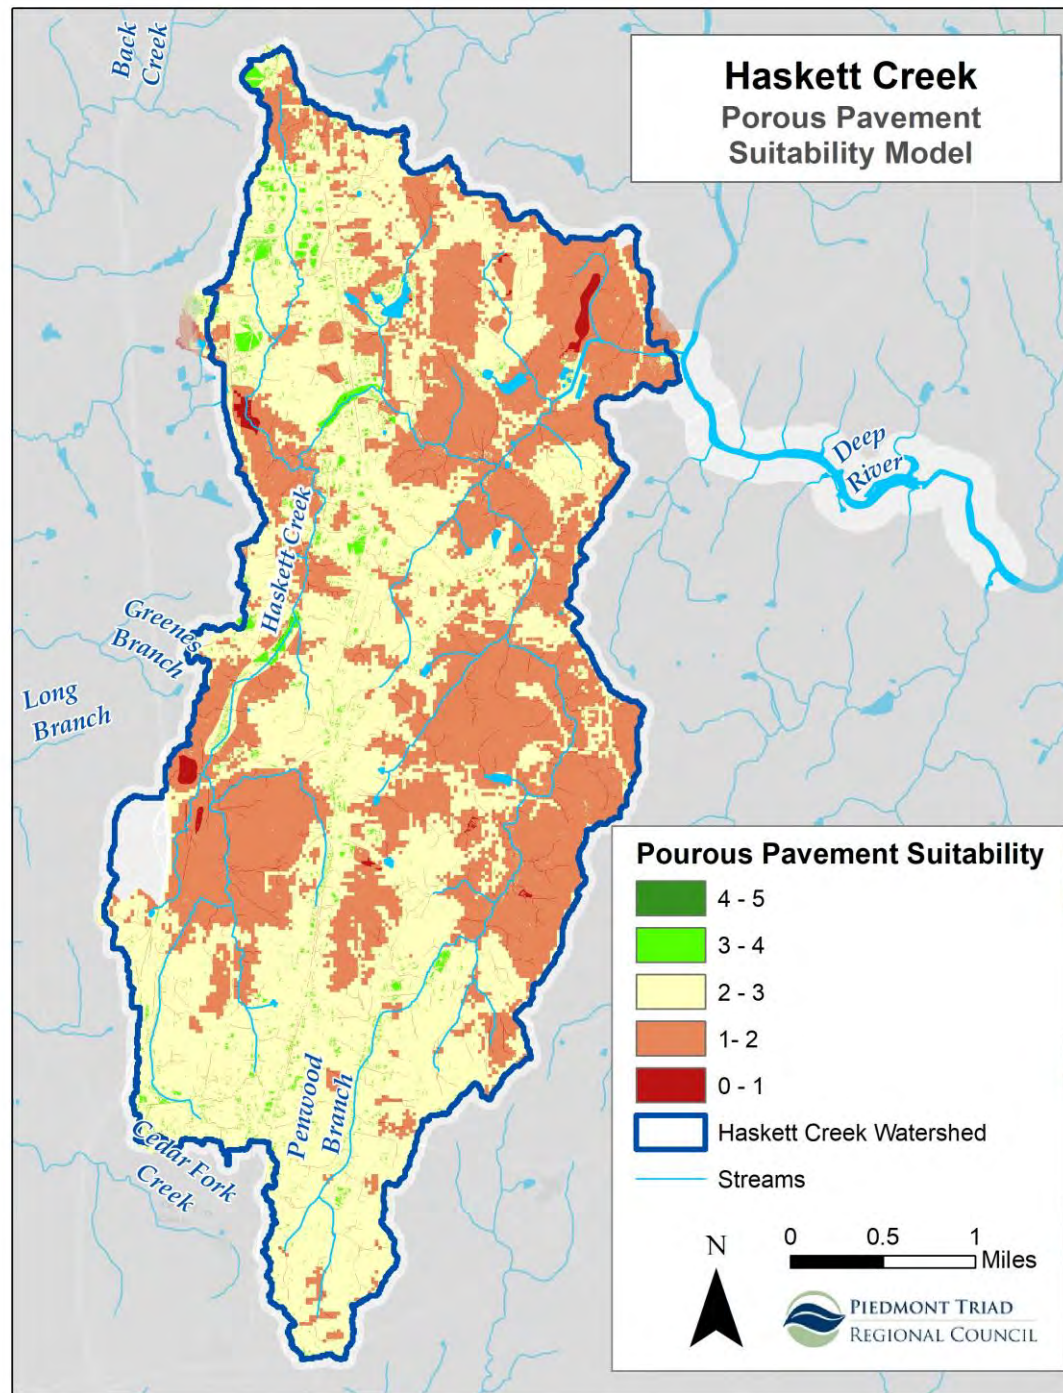 Haskett Creek
Porous Pavement
Suitability Model
Back
Creek
Deep
River
Haskett Creek
Greenes
Branch
Long
Branch
Penwood
Branch
Cedar Fork
Creek
Pourous Pavement Suitability
4 - 5
3 - 4
2 - 3
1- 2
0 - 1
Haskett Creek Watershed
Streams
N
0 0.5 1
Miles
PIEDMONT TRIAD
REGIONAL COUNCIL